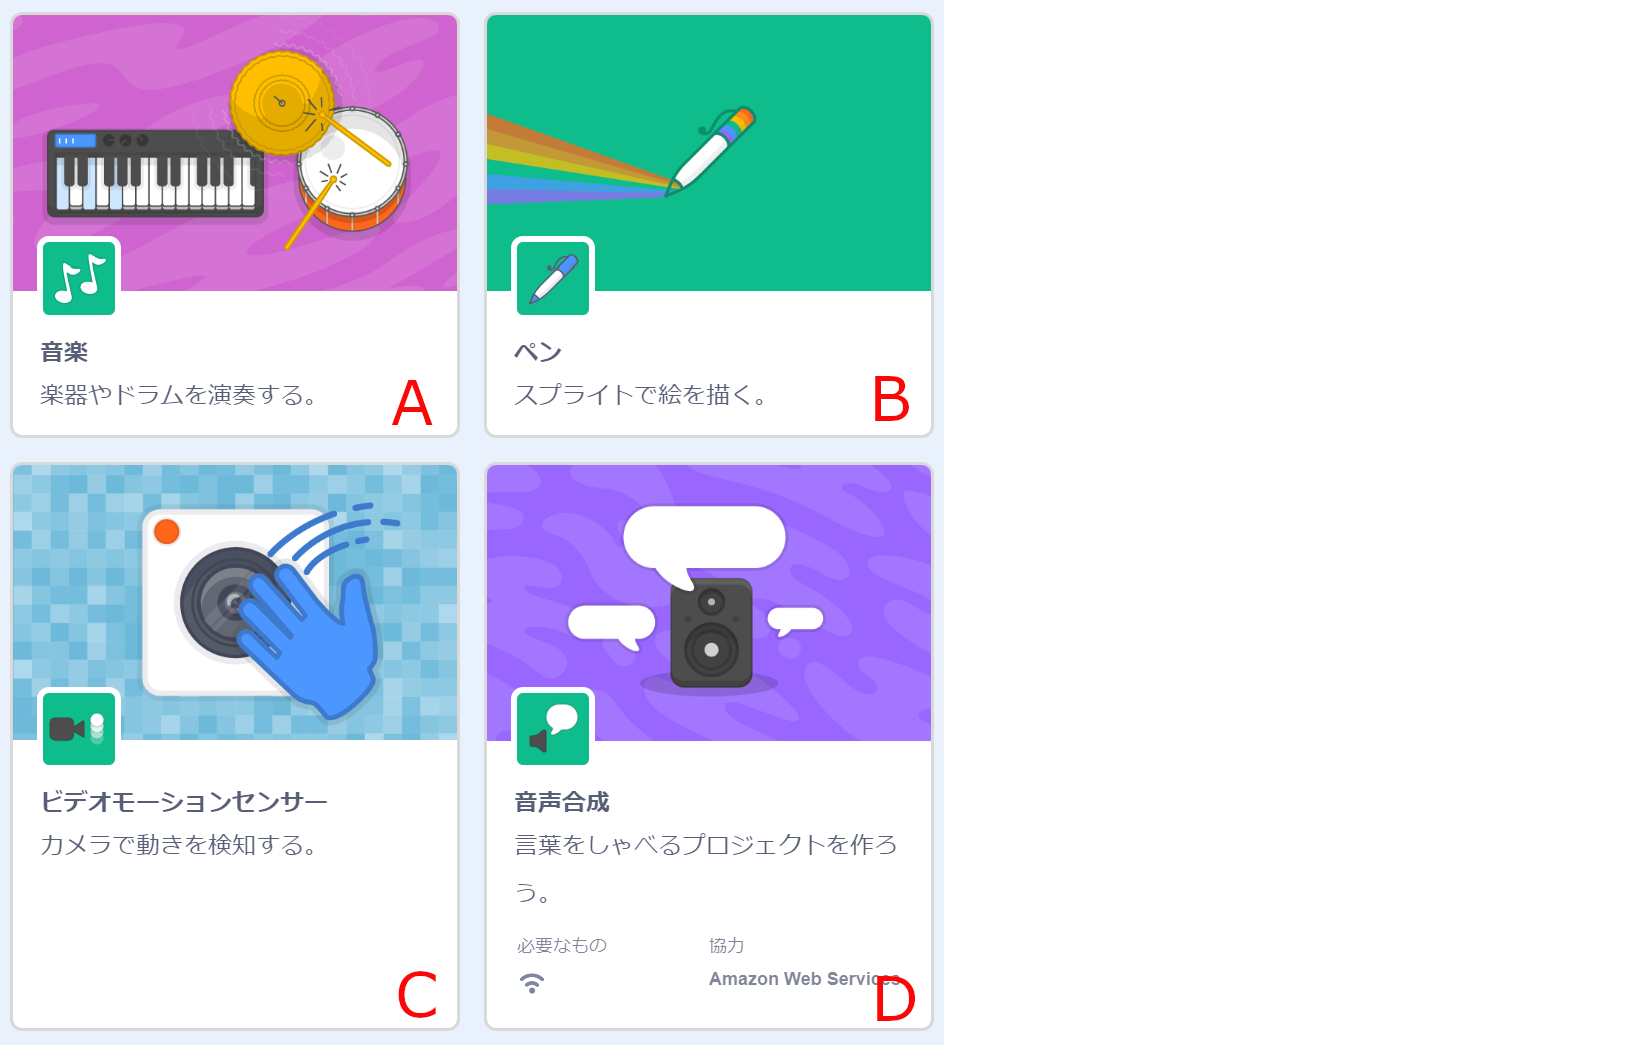 音楽
楽器やドラムを演奏する。
A
ペン
スプライトで絵を描く。
B
ビデオモーションセンサー
カメラで動きを検知する。
C
音声合成
言葉をしゃべるプロジェクトを作ろ
う。
必要なもの
協力
Amazon Web Services
D